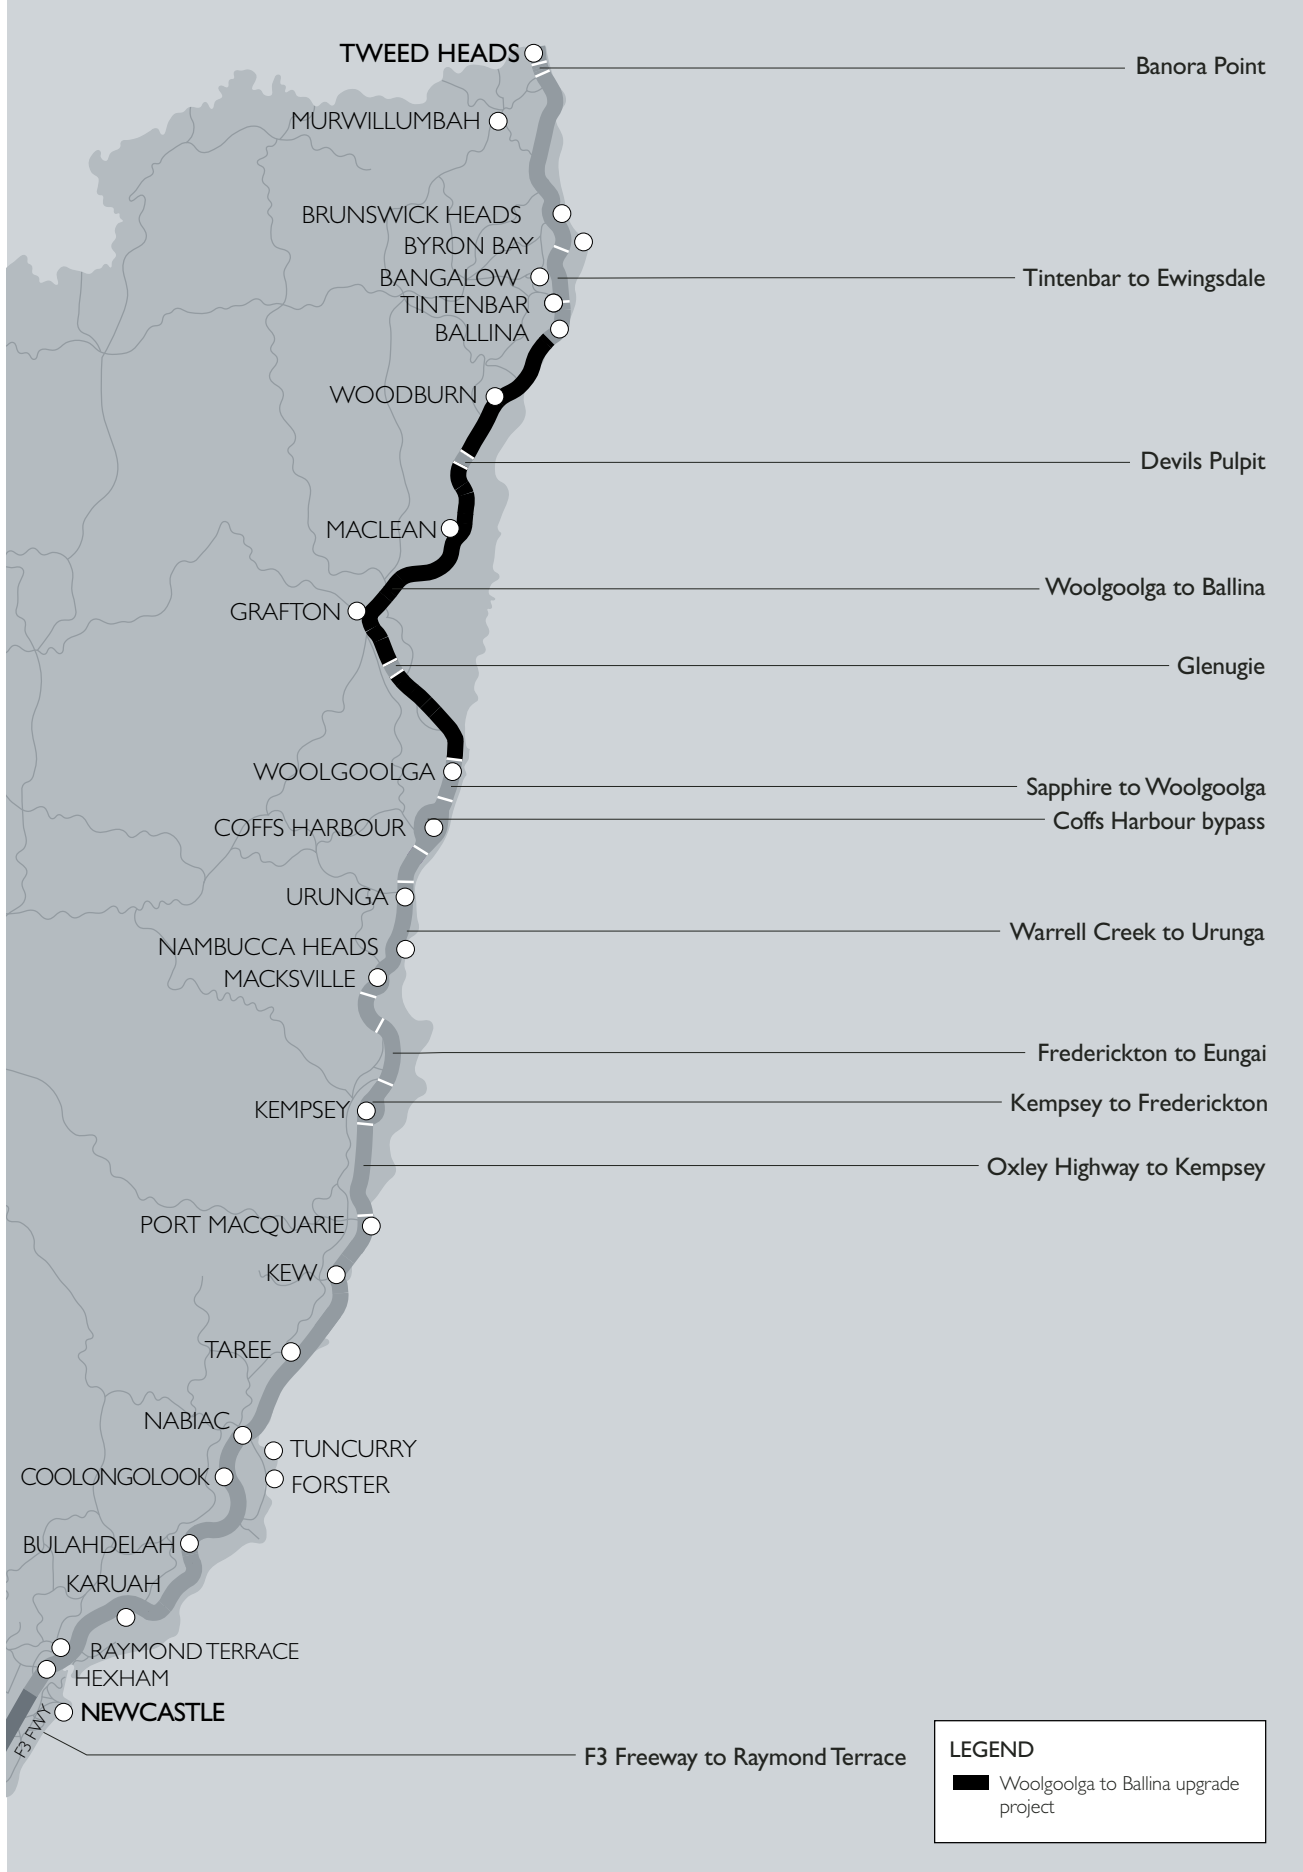 TWEED HEADS
Banora Point
MURWILLUMBAH
BRUNSWICK HEADS
BYRON BAY
BANGALOW
Tintenbar to Ewingsdale
TINTENBAR
BALLINA
WOODBURN
Devils Pulpit
MACLEAN
Woolgoolga to Ballina
GRAFTON
Glenugie
WOOLGOOLGA
Sapphire to Woolgoolga
Coffs Harbour bypass
COFFS HARBOUR
URUNGA
Warrell Creek to Urunga
NAMBUCCA HEADS
MACKSVILLE
Frederickton to Eungai
KEMPSEY
Kempsey to Frederickton
Oxley Highway to Kempsey
PORT MACQUARIE
KEW
TAREE
NABIAC
TUNCURRY
COOLONGOLOOK
FORSTER
BULAHDELAH
KARUAH
RAYMOND TERRACE
HEXHAM
NEWCASTLE
F3 FWY
F3 Freeway to Raymond Terrace
LEGEND
Woolgoolga to Ballina upgrade
project